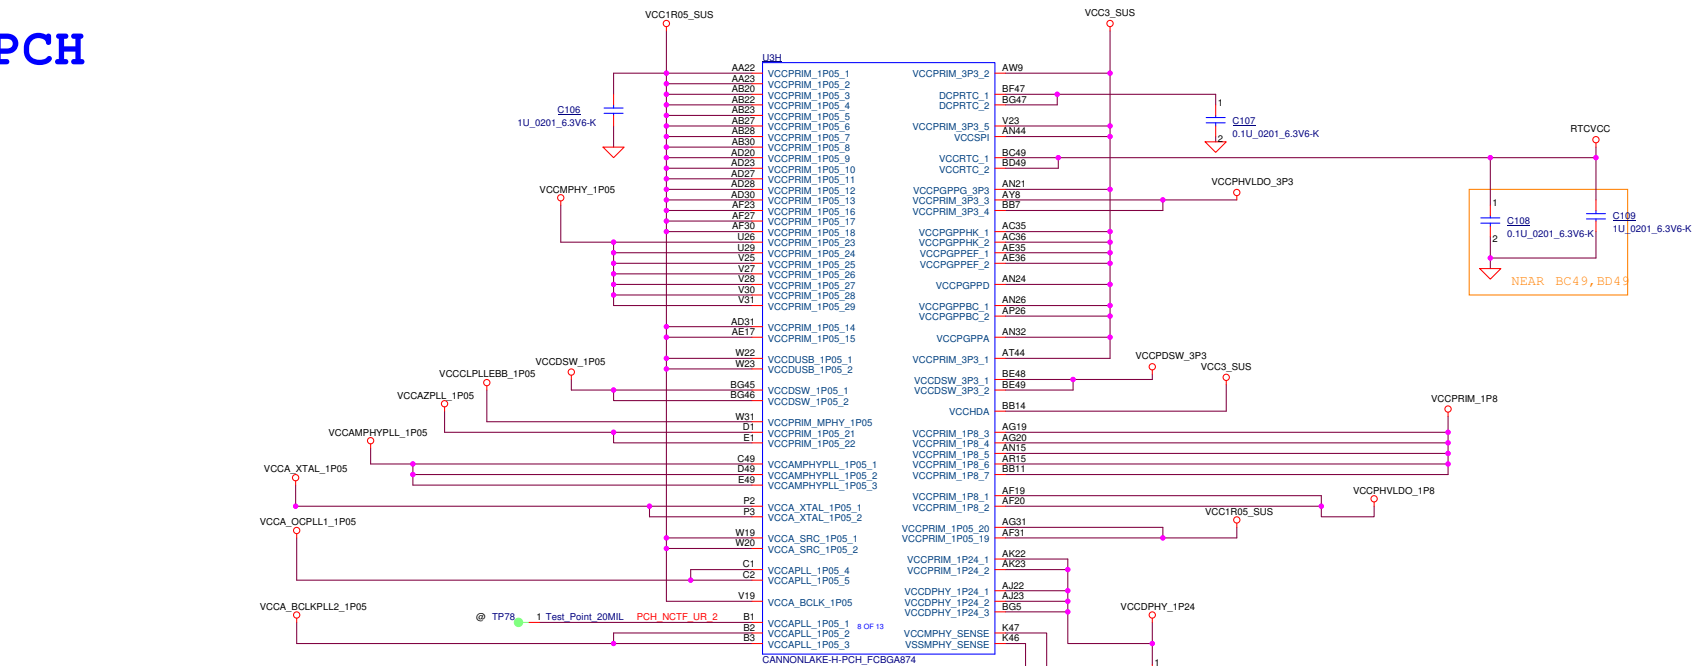 PCH
VCC1R05_SUS
VCC3_SUS
U3H
AA22 VCCPRIM_1P05_1
AA23 VCCPRIM_1P05_2
AB20 VCCPRIM_1P05_3
AB22 VCCPRIM_1P05_4
AB23 VCCPRIM_1P05_5
AB27 VCCPRIM_1P05_6
AB28 VCCPRIM_1P05_7
AB30 VCCPRIM_1P05_8
AD20 VCCPRIM_1P05_9
AD23 VCCPRIM_1P05_10
AD27 VCCPRIM_1P05_11
AD28 VCCPRIM_1P05_12
AD30 VCCPRIM_1P05_13
AF23 VCCPRIM_1P05_16
AF27 VCCPRIM_1P05_17
AF30 VCCPRIM_1P05_18
U26 VCCPRIM_1P05_23
U29 VCCPRIM_1P05_24
V25 VCCPRIM_1P05_25
V27 VCCPRIM_1P05_26
V28 VCCPRIM_1P05_27
V30 VCCPRIM_1P05_28
V31 VCCPRIM_1P05_29
AD31 VCCPRIM_1P05_14
AE17 VCCPRIM_1P05_15
W22 VCCDUSB_1P05_1
W23 VCCDUSB_1P05_2
BG45 VCCDSW_1P05_1
BG46 VCCDSW_1P05_2
W31 VCCPRIM_MPHY_1P05
D1 VCCPRIM_1P05_21
E1 VCCPRIM_1P05_22
C49 VCCAMPHYPLL_1P05_1
D49 VCCAMPHYPLL_1P05_2
E49 VCCAMPHYPLL_1P05_3
P2 VCCA_XTAL_1P05_1
P3 VCCA_XTAL_1P05_2
W19 VCCA_SRC_1P05_1
W20 VCCA_SRC_1P05_2
C1 VCCAPLL_1P05_4
C2 VCCAPLL_1P05_5
V19 VCCA_BCLK_1P05
B1 VCCAPLL_1P05_1
B2 VCCAPLL_1P05_2
B3 VCCAPLL_1P05_3
8 OF 13
CANNONLAKE-H-PCH_FCBGA874
C106
1U_0201_6.3V6-K
VCCMPHY_1P05
VCCDSW_1P05
VCCCLPLLEBB_1P05
VCCAZPLL_1P05
VCCAMPHYPLL_1P05
VCCA_XTAL_1P05
VCCA_OCPLL1_1P05
VCCA_BCLKPLL2_1P05
@ TP78 1 Test_Point_20MIL PCH_NCTF_UR_2
VCCPRIM_3P3_2 AW9
DCPRTC_1 BF47
DCPRTC_2 BG47
VCCPRIM_3P3_5 V23
VCCSPI AN44
VCCRTC_1 BC49
VCCRTC_2 BD49
VCCPGPPG_3P3 AN21
VCCPRIM_3P3_3 AY8
VCCPRIM_3P3_4 BB7
VCCPGPPHK_1 AC35
VCCPGPPHK_2 AC36
VCCPGPPEF_1 AE35
VCCPGPPEF_2 AE36
VCCPGPPD AN24
VCCPGPPBC_1 AN26
VCCPGPPBC_2 AP26
VCCPGPPA AN32
VCCPRIM_3P3_1 AT44
VCCDSW_3P3_1 BE48
VCCDSW_3P3_2 BE49
VCCHDA BB14
VCCPRIM_1P8_3 AG19
VCCPRIM_1P8_4 AG20
VCCPRIM_1P8_5 AN15
VCCPRIM_1P8_6 AR15
VCCPRIM_1P8_7 BB11
VCCPRIM_1P8_1 AF19
VCCPRIM_1P8_2 AF20
VCCPRIM_1P05_20 AG31
VCCPRIM_1P05_19 AF31
VCCPRIM_1P24_1 AK22
VCCPRIM_1P24_2 AK23
VCCDPHY_1P24_1 AJ22
VCCDPHY_1P24_2 AJ23
VCCDPHY_1P24_3 BG5
VCCMPHY_SENSE K47
VSSMPHY_SENSE K46
1
C107
0.1U_0201_6.3V6-K
2
RTCVCC
VCCPHVLDO_3P3
1
C108
0.1U_0201_6.3V6-K
2
C109
1U_0201_6.3V6-K
NEAR BC49,BD49
VCCPDSW_3P3
VCC3_SUS
VCCPRIM_1P8
VCCPHVLDO_1P8
VCC1R05_SUS
VCCDPHY_1P24
1